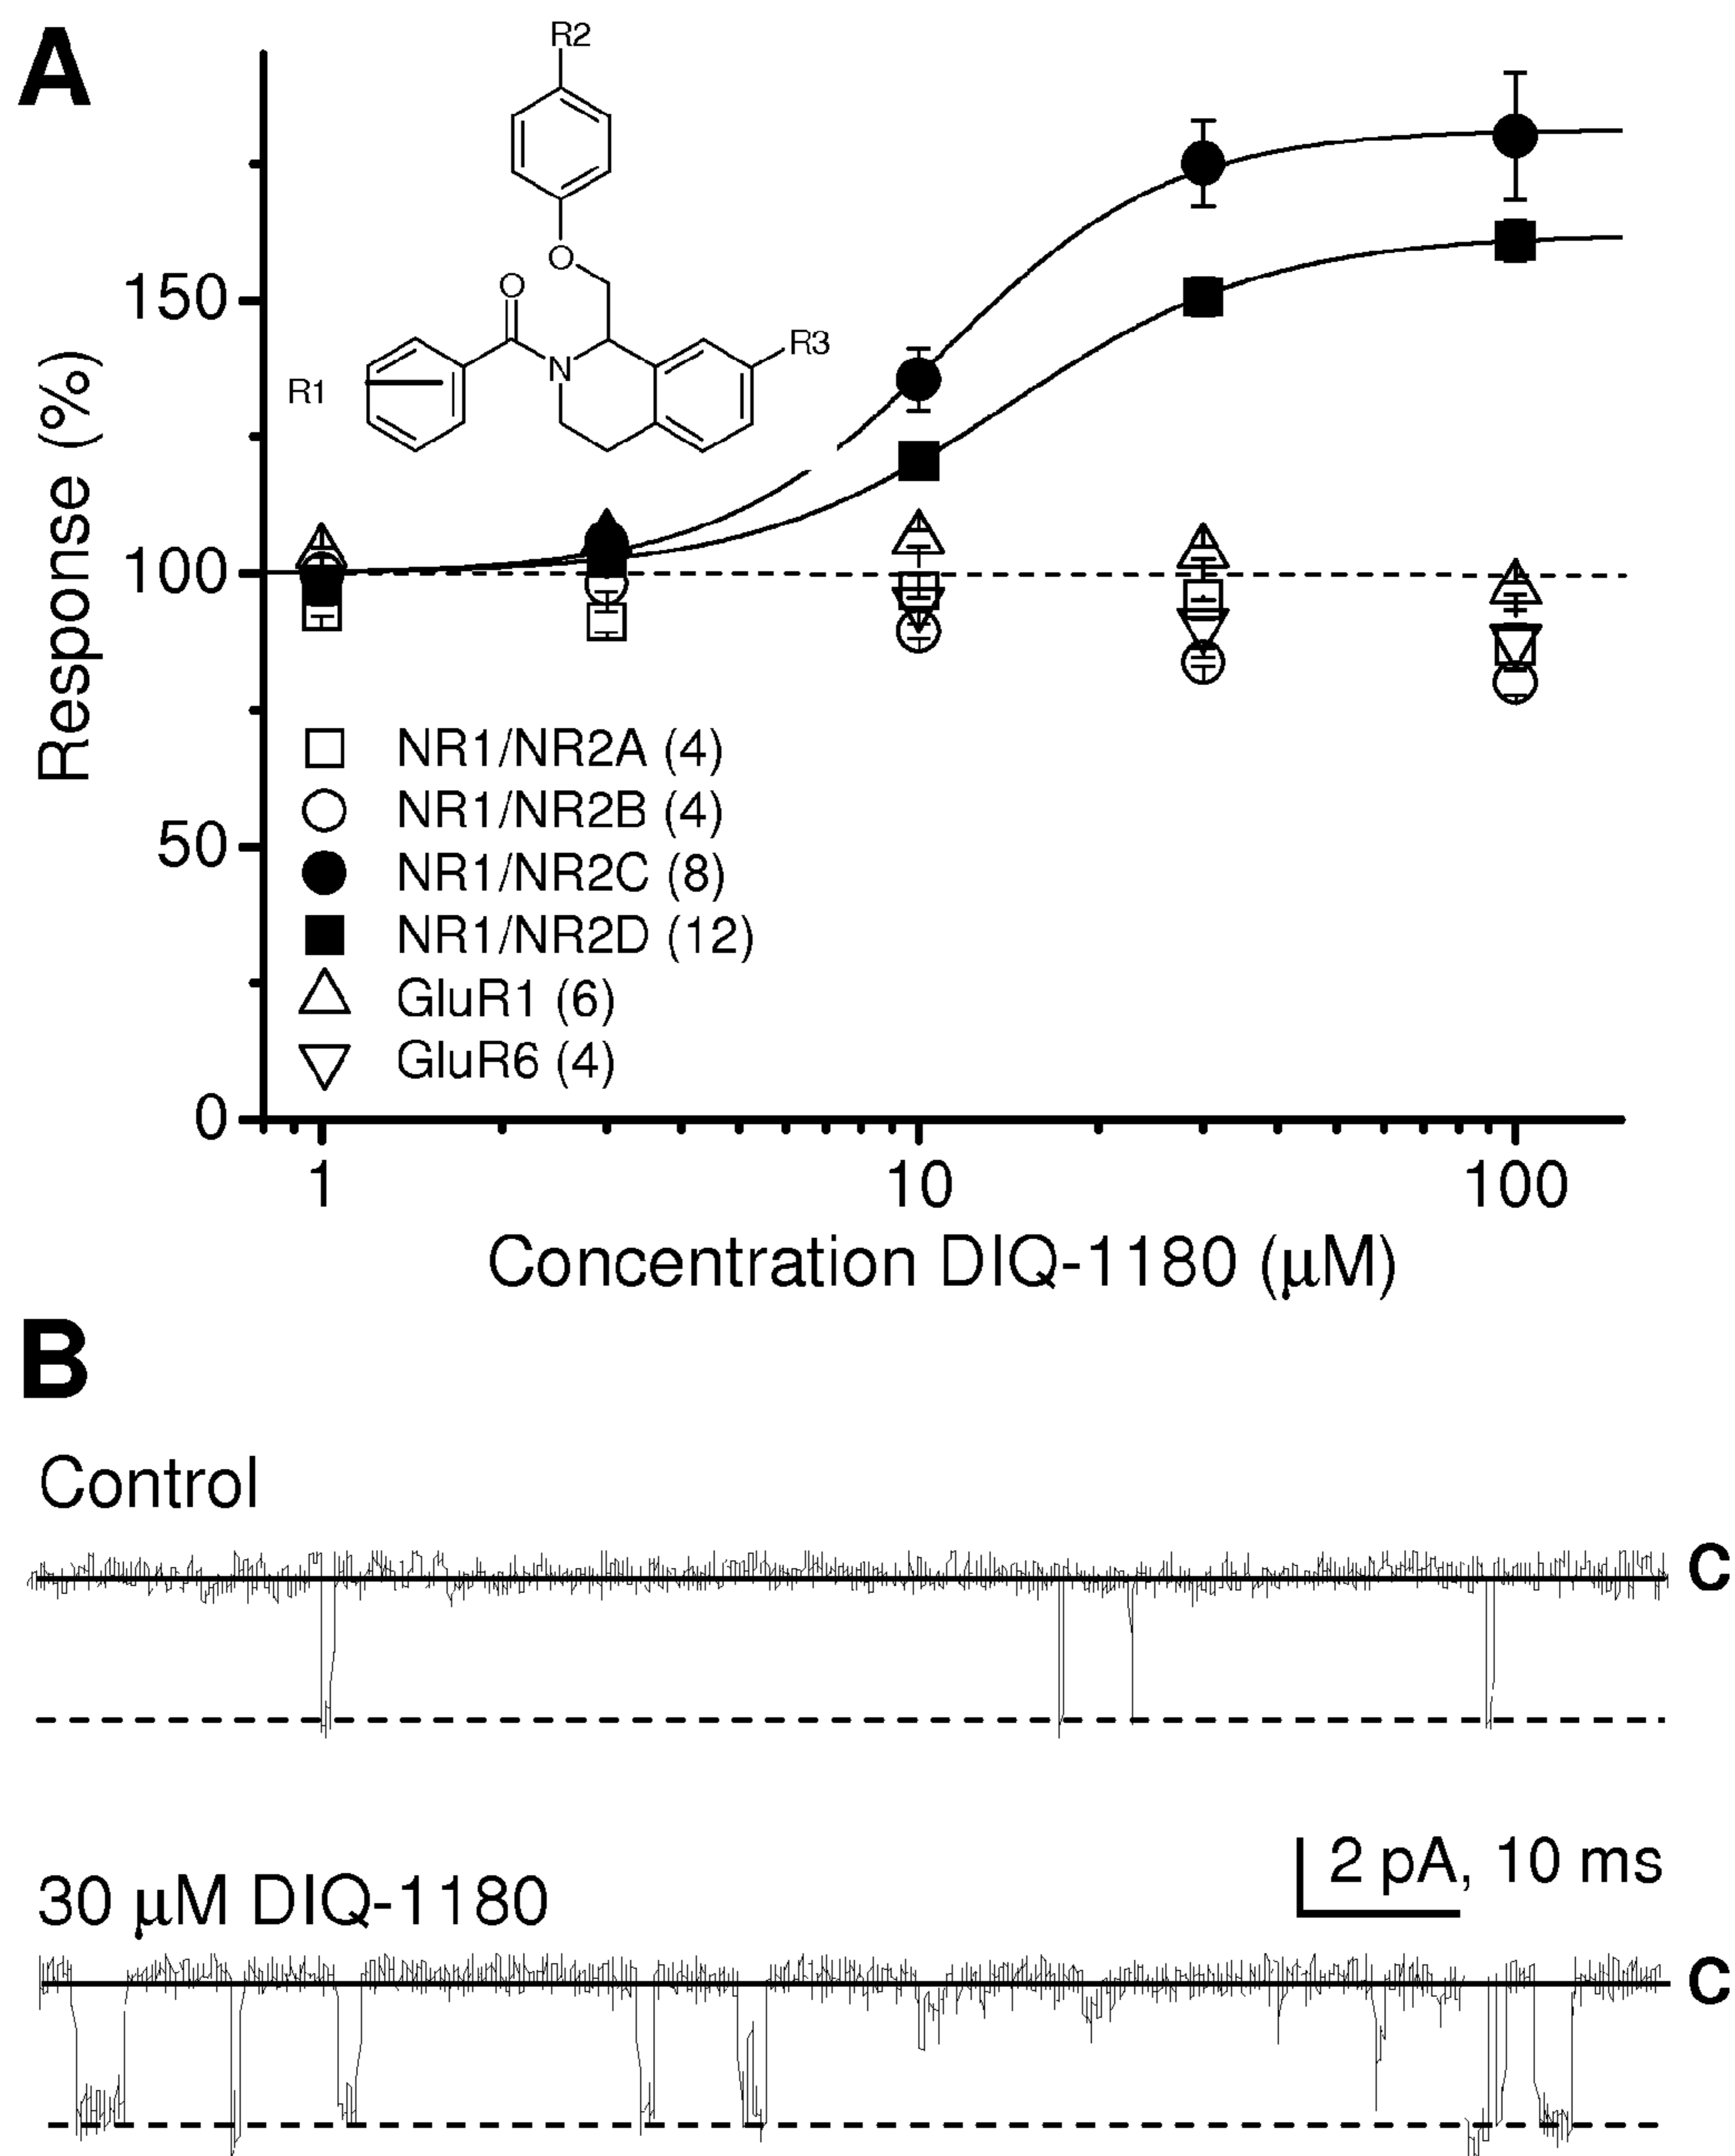 A
R2
O
O
N
R3
R1
Response (%)
150
100
50
0
NR1/NR2A (4)
NR1/NR2B (4)
NR1/NR2C (8)
NR1/NR2D (12)
GluR1 (6)
GluR6 (4)
1 10 100
Concentration DIQ-1180 (μM)
B
Control
C
2 pA, 10 ms
30 μM DIQ-1180
C